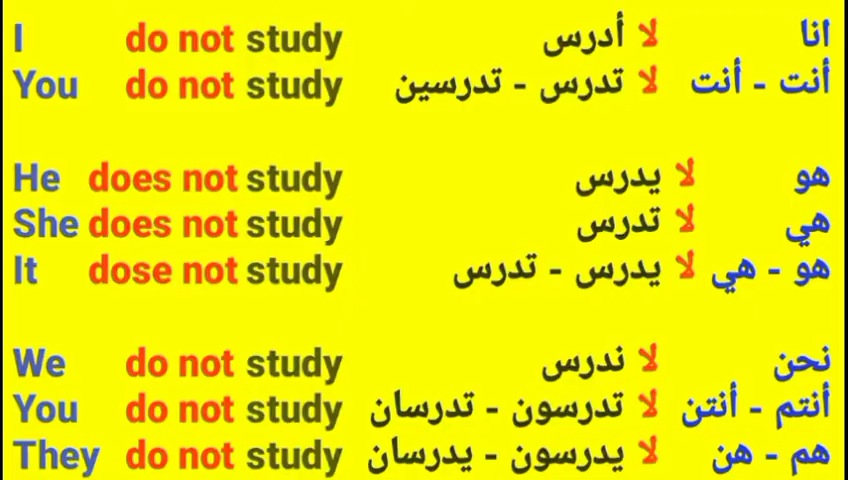 I do not study انا لا أدرس
You do not study أنت - أنت لا تدرس - تدرسين
He does not study هو لا يدرس
She does not study هي لا تدرس
It dose not study هو - هي لا يدرس - تدرس
We do not study نحن لا ندرس
You do not study أنتم - أنتن لا تدرسون - تدرسان
They do not study هم - هن لا يدرسون - يدرسان